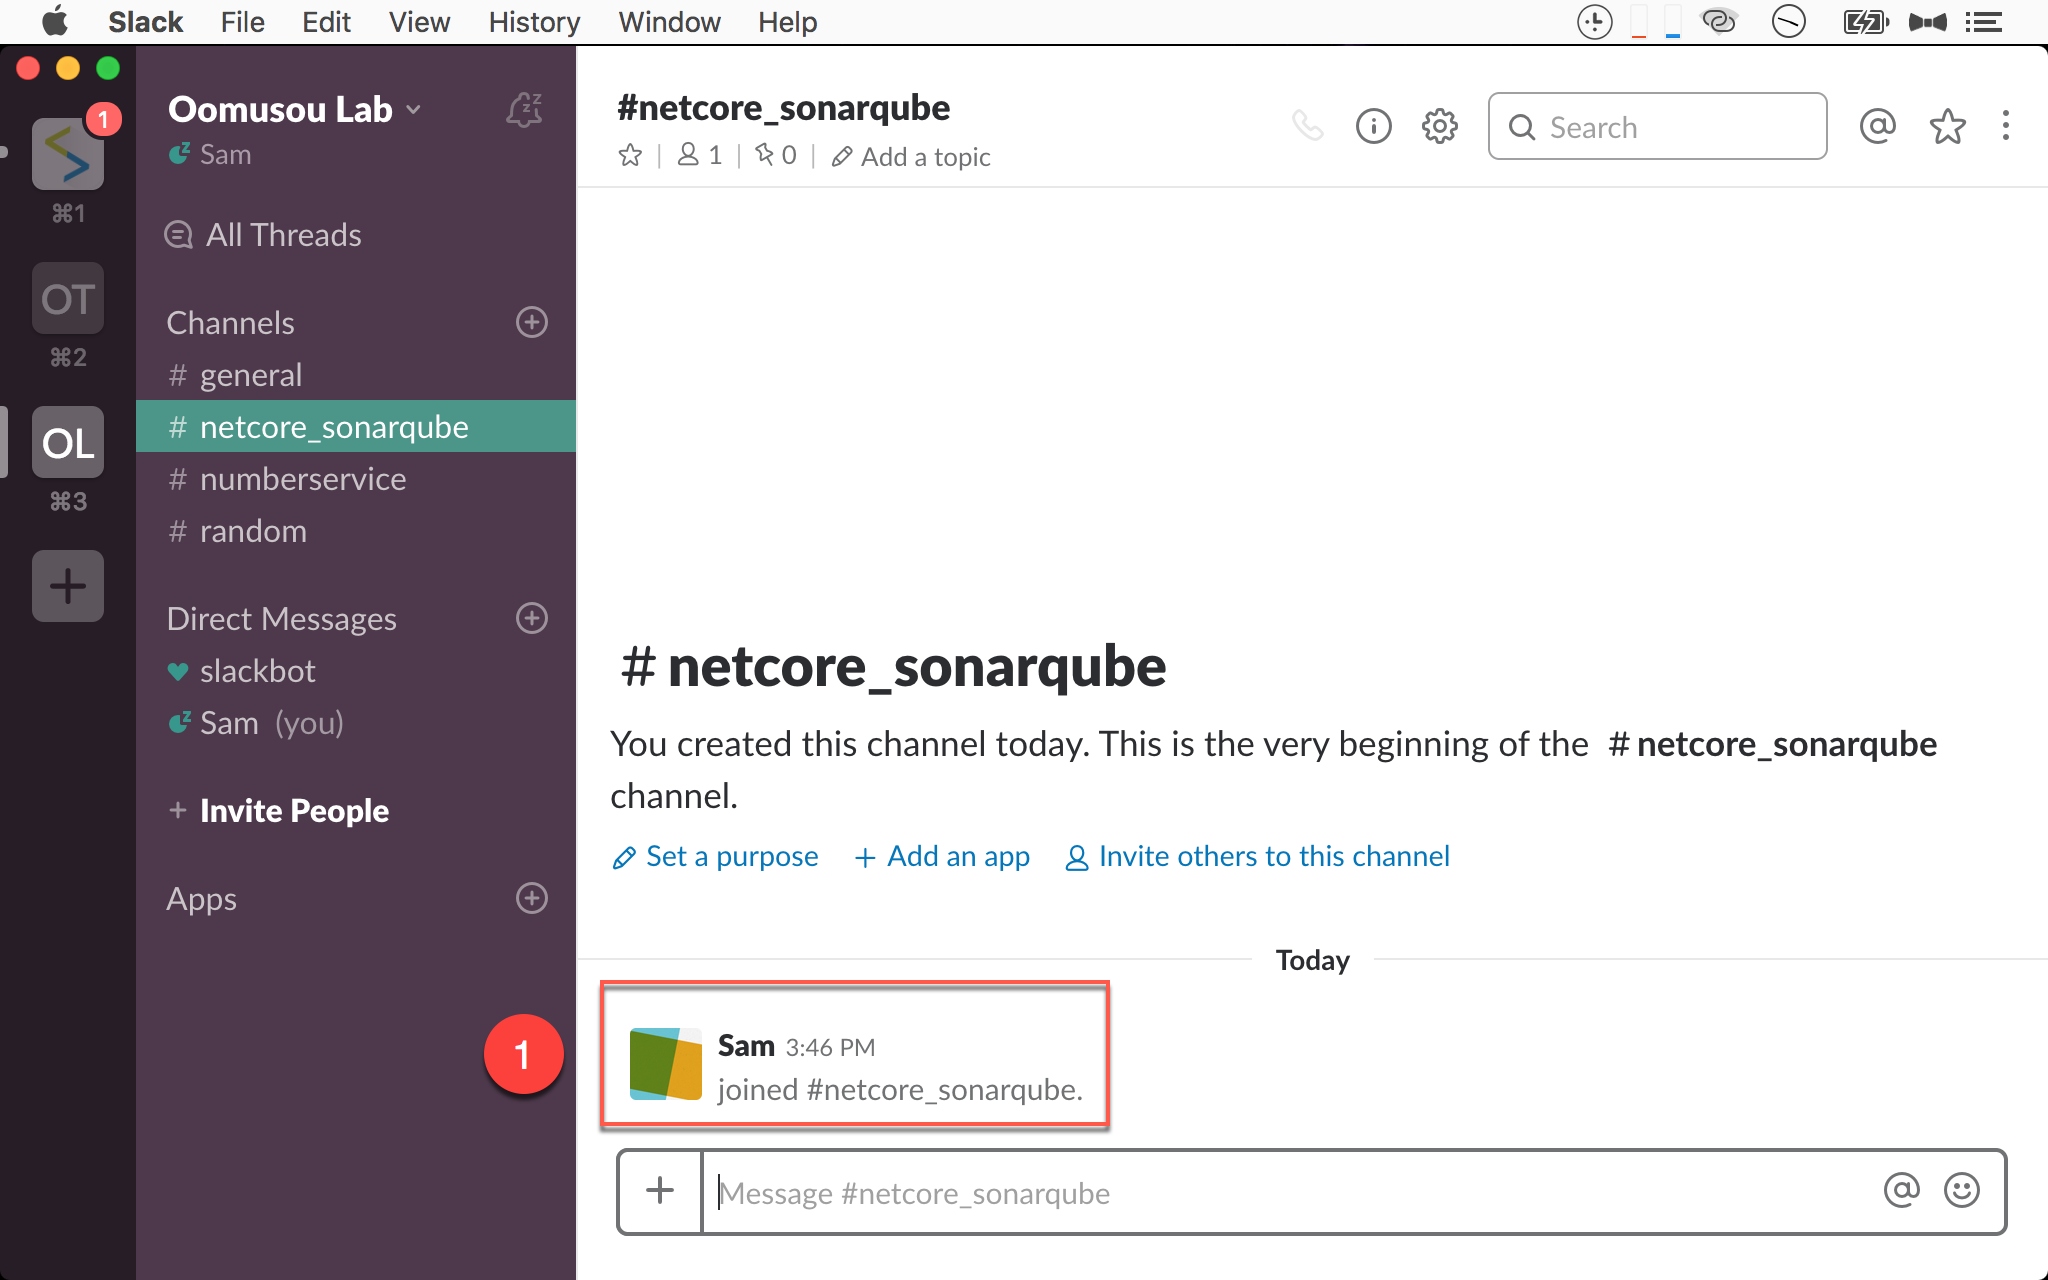 Slack File Edit View History Window Help
1
⌘1
OT
⌘2
OL
⌘3
Oomusou Lab
Sam
All Threads
Channels
# general
# netcore_sonarqube
# numberservice
# random
Direct Messages
slackbot
Sam (you)
+ Invite People
Apps
#netcore_sonarqube
1 | 0 | Add a topic
Search
# netcore_sonarqube
You created this channel today. This is the very beginning of the # netcore_sonarqube
channel.
Set a purpose + Add an app Invite others to this channel
Today
1
Sam 3:46 PM
joined #netcore_sonarqube.
Message #netcore_sonarqube